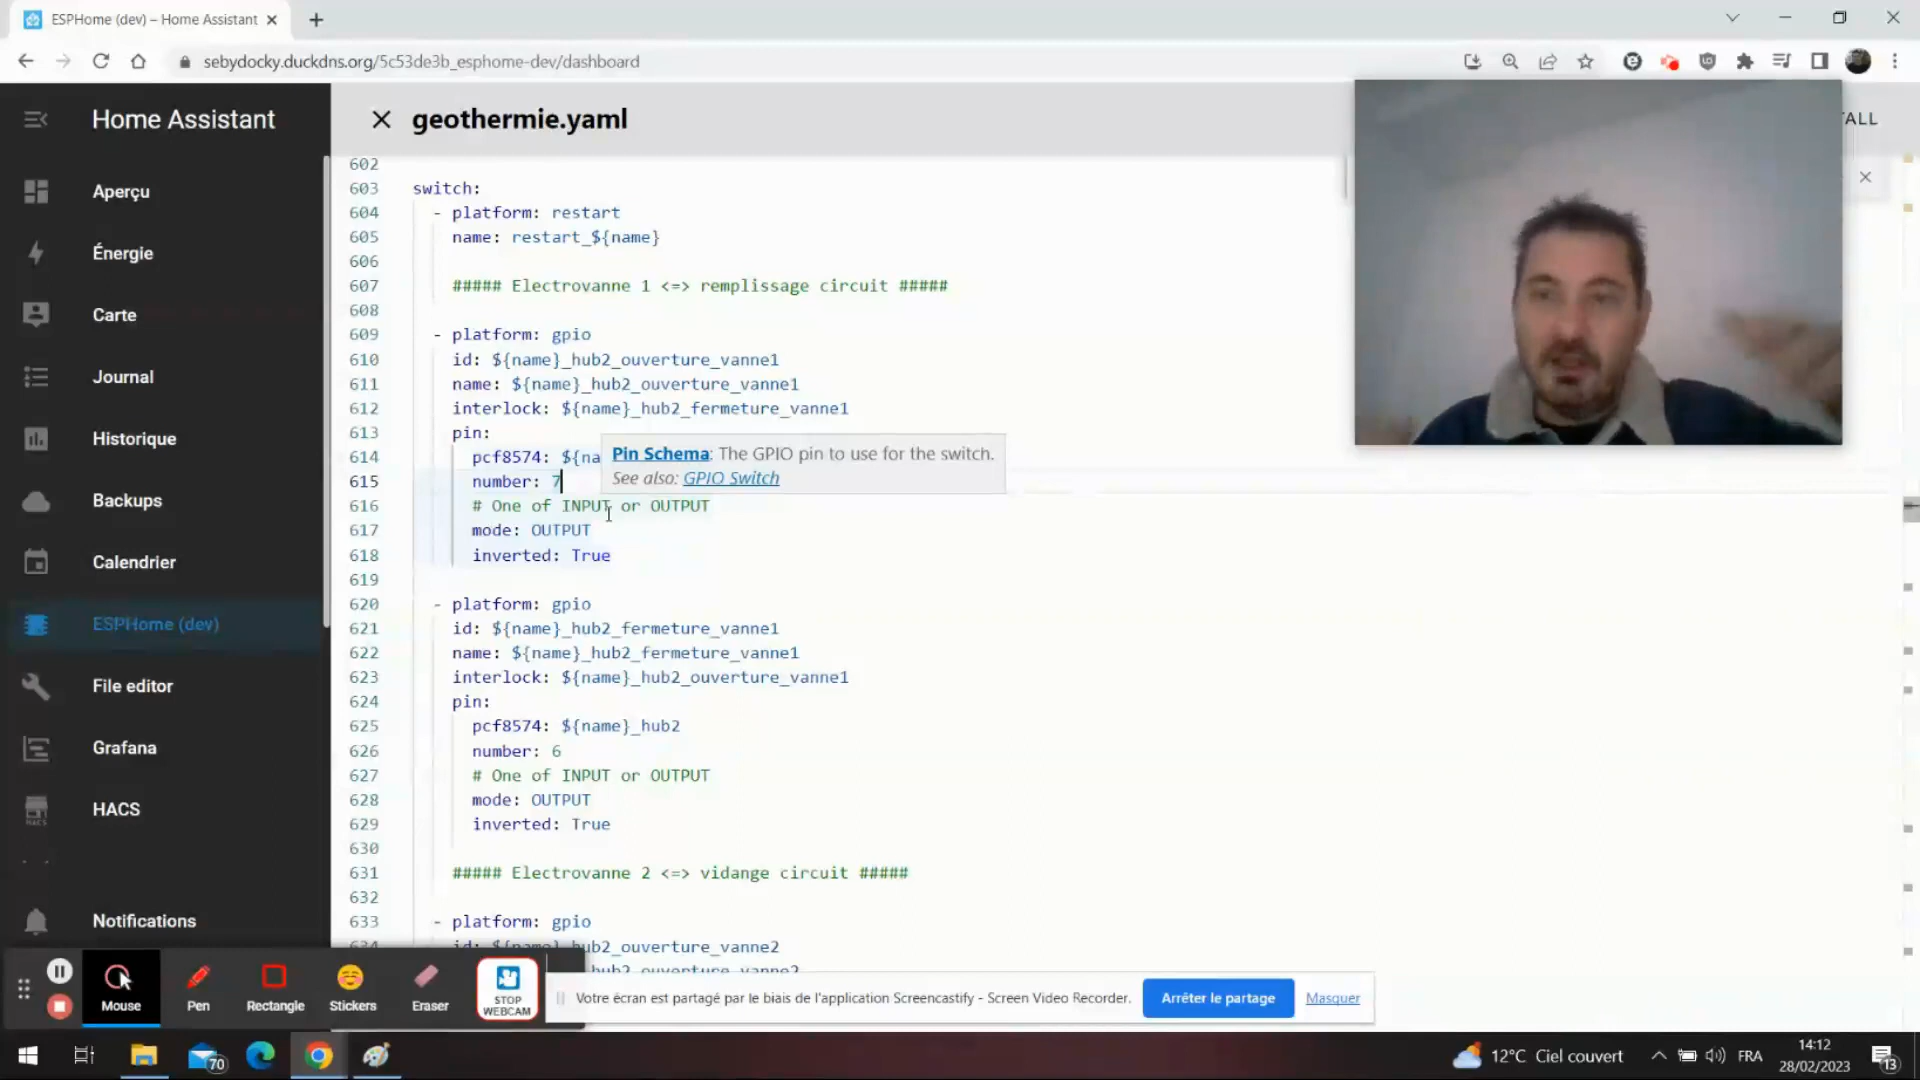 ESPHome (dev) – Home Assistant
sebydocky.duckdns.org/5c53de3b_esphome-dev/dashboard
Home Assistant
geothermie.yaml
TALL
Aperçu
Énergie
Carte
Journal
Historique
Backups
Calendrier
ESPHome (dev)
File editor
Grafana
HACS
HACS
Notifications
602
603 switch:
604 - platform: restart
605 name: restart_${name}
606
607 ##### Electrovanne 1 <=> remplissage circuit #####
608
609 - platform: gpio
610 id: ${name}_hub2_ouverture_vanne1
611 name: ${name}_hub2_ouverture_vanne1
612 interlock: ${name}_hub2_fermeture_vanne1
613 pin:
614 pcf8574: ${na
Pin Schema: The GPIO pin to use for the switch.
See also: GPIO Switch
615 number: 7
616 # One of INPUT or OUTPUT
617 mode: OUTPUT
618 inverted: True
619
620 - platform: gpio
621 id: ${name}_hub2_fermeture_vanne1
622 name: ${name}_hub2_fermeture_vanne1
623 interlock: ${name}_hub2_ouverture_vanne1
624 pin:
625 pcf8574: ${name}_hub2
626 number: 6
627 # One of INPUT or OUTPUT
628 mode: OUTPUT
629 inverted: True
630
631 ##### Electrovanne 2 <=> vidange circuit #####
632
633 - platform: gpio
634 id: ${name}_hub2_ouverture_vanne2
hub2_ouverture_vanne2
Mouse
Pen
Rectangle
Stickers
Eraser
STOP
WEBCAM
Votre écran est partagé par le biais de l'application Screencastify - Screen Video Recorder.
Arrêter le partage
Masquer
70
12°C Ciel couvert
FRA
14:12
28/02/2023
13